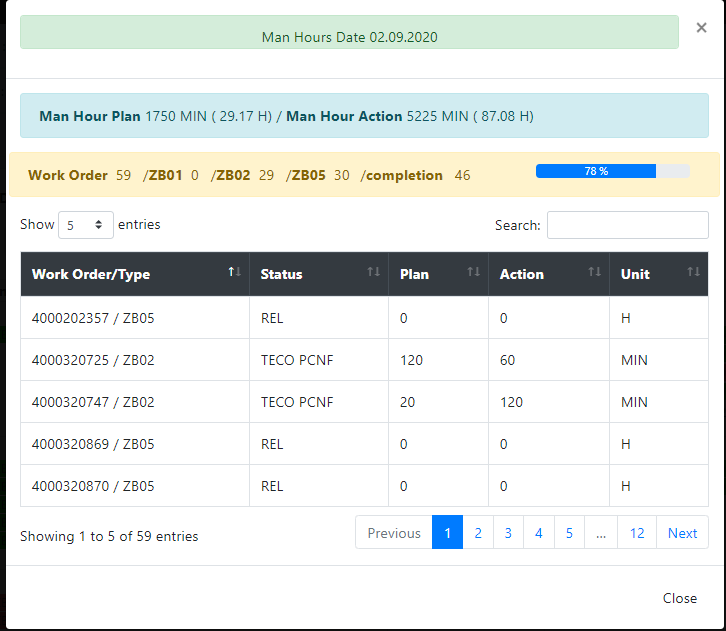 Man Hours Date 02.09.2020 ×
Man Hour Plan 1750 MIN ( 29.17 H) / Man Hour Action 5225 MIN ( 87.08 H)
Work Order 59 /ZB01 0 /ZB02 29 /ZB05 30 /completion 46 78 %
Show 5 entries Search:
Work Order/Type ↑↓ Status ↑↓ Plan ↑↓ Action ↑↓ Unit ↑↓
4000202357 / ZB05 REL 0 0 H
4000320725 / ZB02 TECO PCNF 120 60 MIN
4000320747 / ZB02 TECO PCNF 20 120 MIN
4000320869 / ZB05 REL 0 0 H
4000320870 / ZB05 REL 0 0 H
Showing 1 to 5 of 59 entries Previous 1 2 3 4 5 ... 12 Next
Close